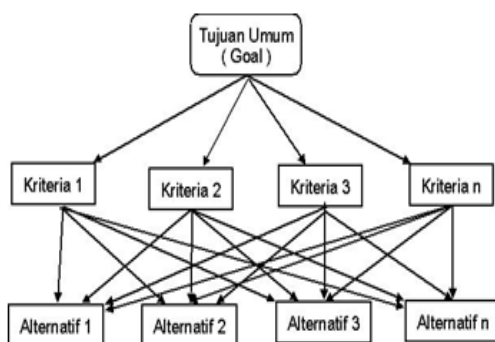 Tujuan Umum
( Goal )
Kriteria 1
Kriteria 2
Kriteria 3
Kriteria n
Alternatif 1
Alternatif 2
Alternatif 3
Alternatif n